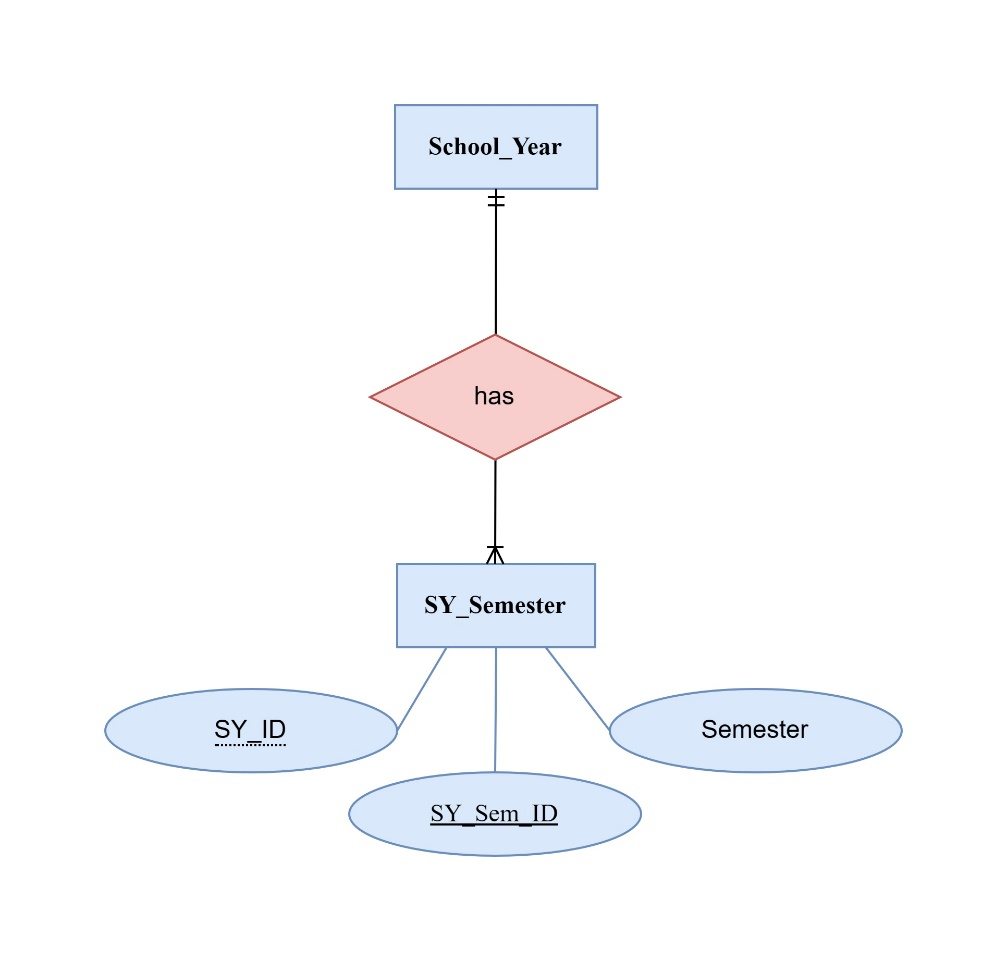 School_Year
has
SY_Semester
SY_ID
Semester
SY_Sem_ID